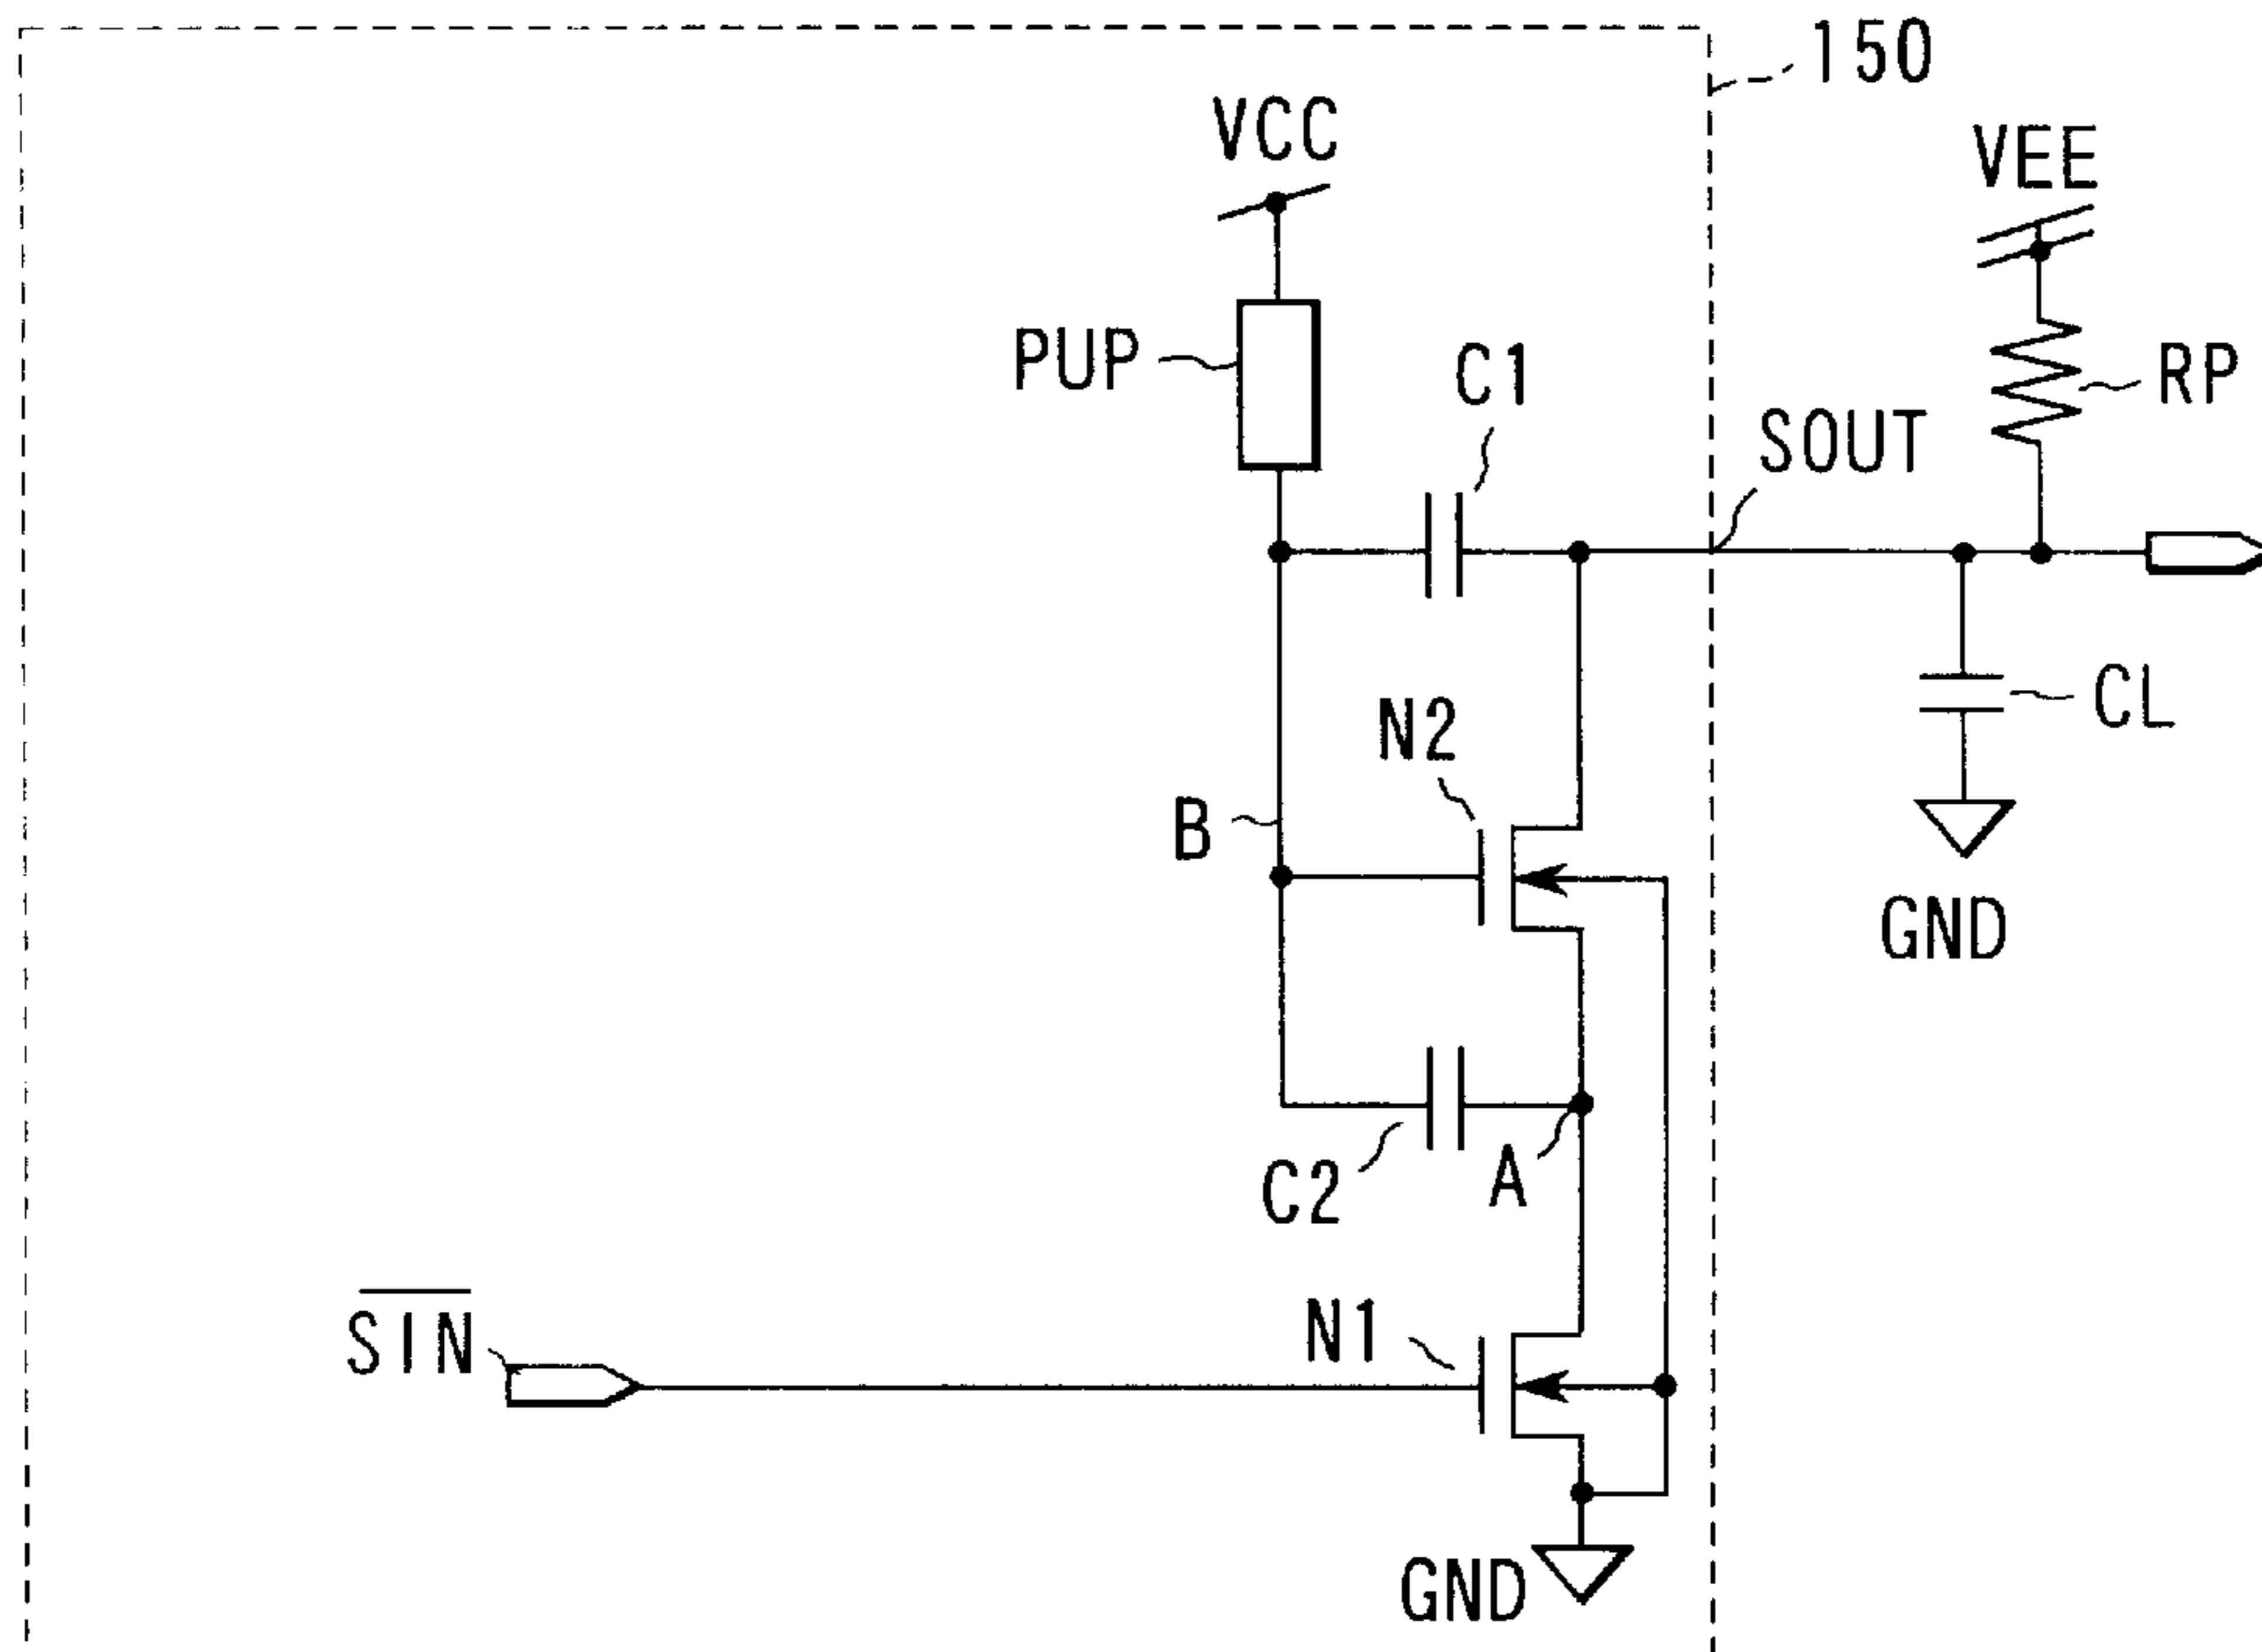 150
VCC
VEE
PUP
C1
RP
SOUT
N2
CL
B
GND
C2
A
SIN
N1
GND